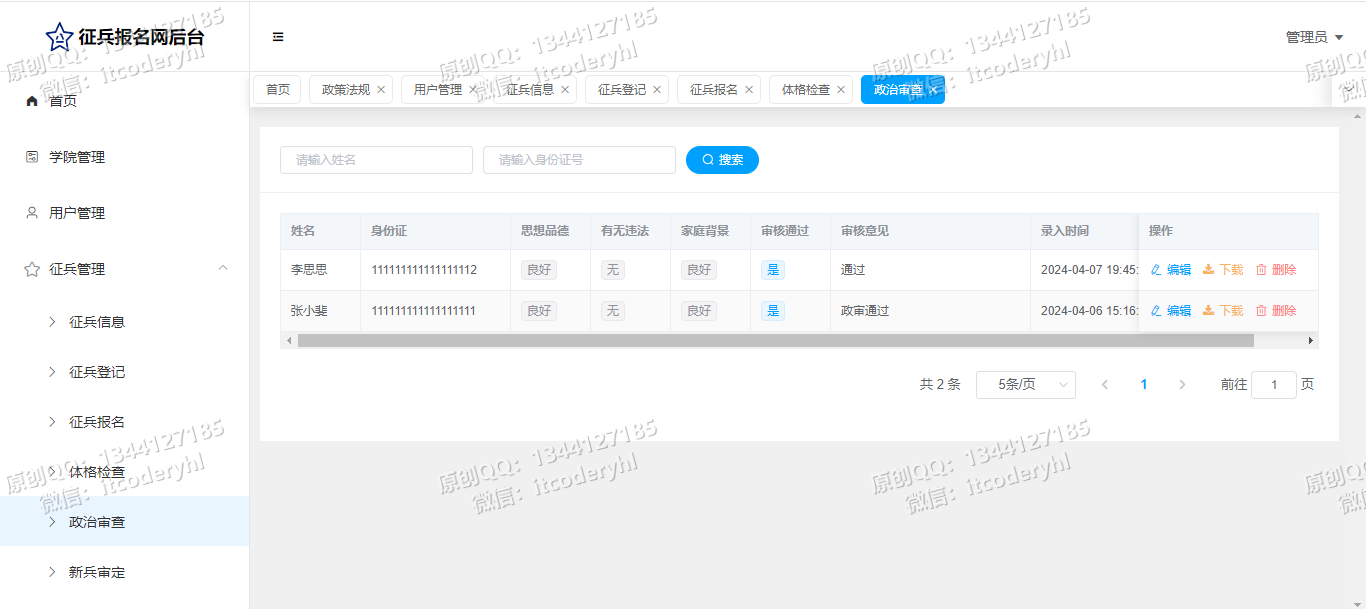 征兵报名网后台
管理员
首页
学院管理
用户管理
征兵管理
征兵信息
征兵登记
征兵报名
体格检查
政治审查
新兵审定
首页 政策法规 用户管理 征兵信息 征兵登记 征兵报名 体格检查 政治审查
请输入姓名 请输入身份证号 搜索
姓名 身份证 思想品德 有无违法 家庭背景 审核通过 审核意见 录入时间 操作
李思思 111111111111111112 良好 无 良好 是 通过 2024-04-07 19:45: 编辑 下载 删除
张小斐 111111111111111111 良好 无 良好 是 政审通过 2024-04-06 15:16: 编辑 下载 删除
共 2 条 5条/页 1 前往 1 页
原创QQ：1344127185
微信：itcoderyhl
原创QQ：1344127185
微信：itcoderyhl
原创QQ：1344127185
微信：itcoderyhl
原创
微信
原创QQ：1344127185
微信：itcoderyhl
原创QQ：1344127185
微信：itcoderyhl
原创QQ：1344127185
微信：itcoderyhl
原创
微信